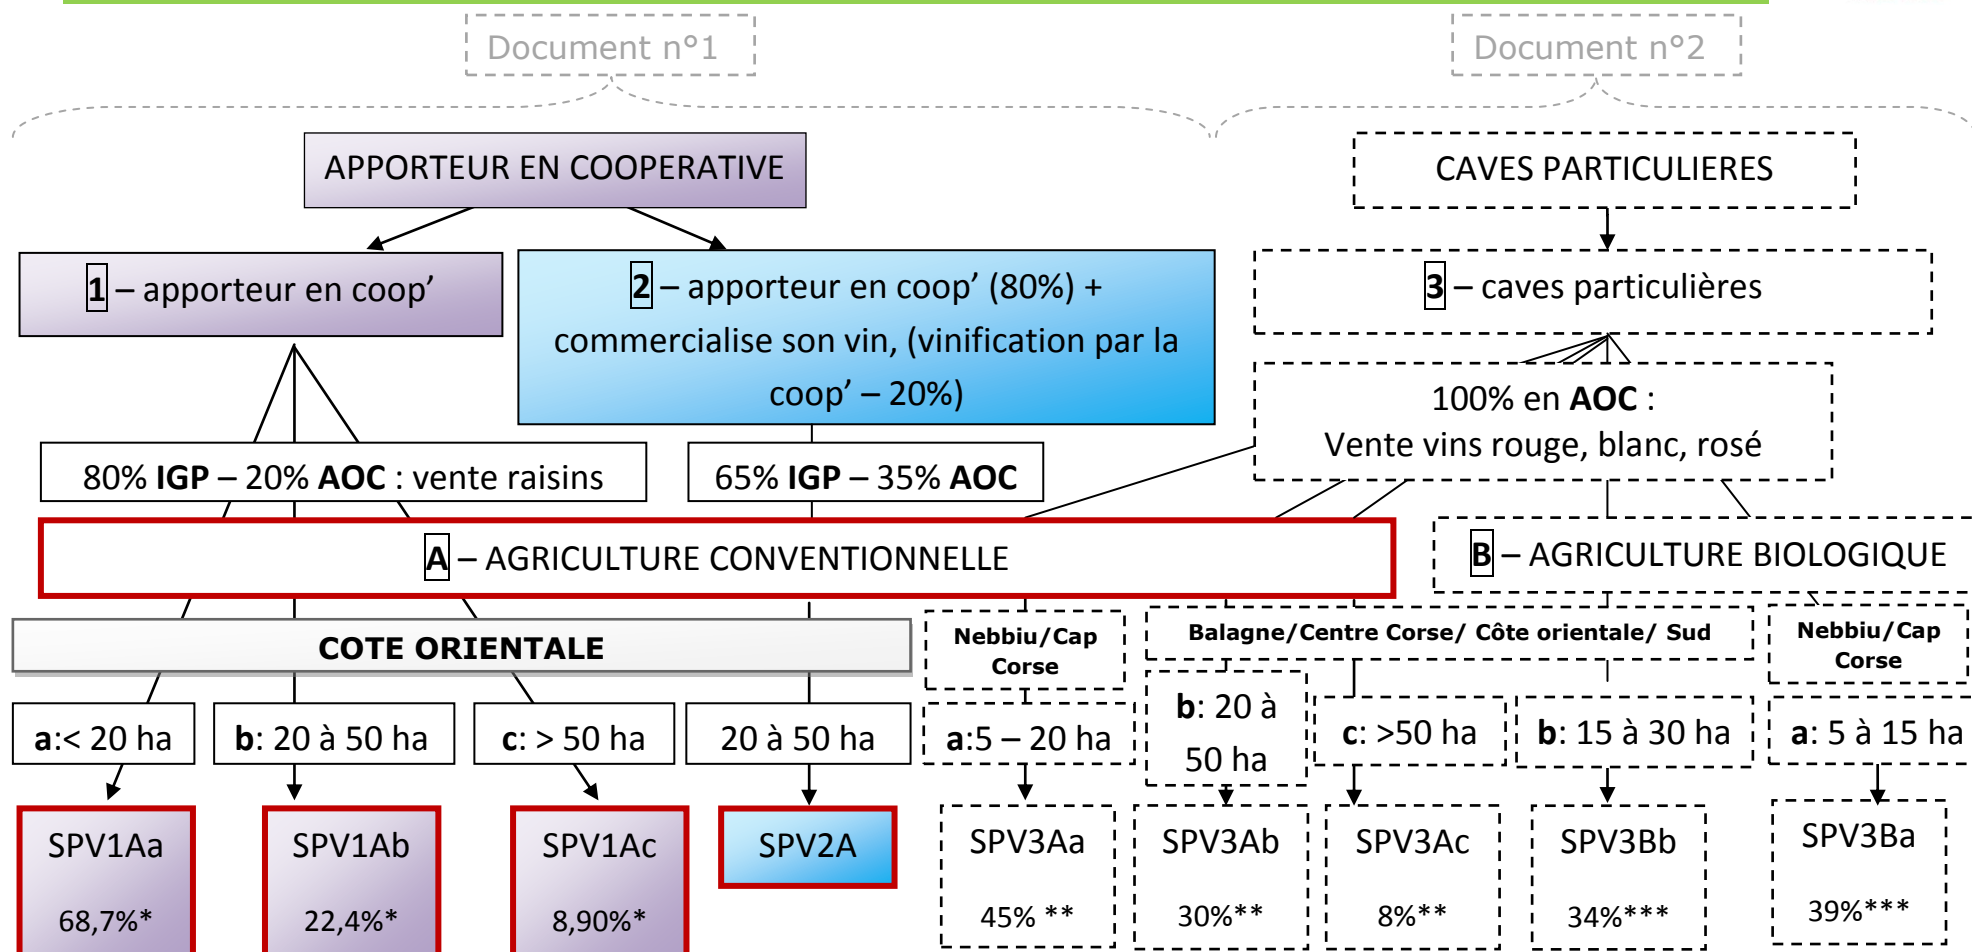 Document n°1
Document n°2
APPORTEUR EN COOPERATIVE
CAVES PARTICULIERES
1 – apporteur en coop’
2 – apporteur en coop’ (80%) +
commercialise son vin, (vinification par la
coop’ – 20%)
3 – caves particulières
100% en AOC :
Vente vins rouge, blanc, rosé
80% IGP – 20% AOC : vente raisins
65% IGP – 35% AOC
A – AGRICULTURE CONVENTIONNELLE
B – AGRICULTURE BIOLOGIQUE
COTE ORIENTALE
Nebbiu/Cap
Corse
Balagne/Centre Corse/ Côte orientale/ Sud
Nebbiu/Cap
Corse
a:< 20 ha
b: 20 à 50 ha
c: > 50 ha
20 à 50 ha
a:5 – 20 ha
b: 20 à
50 ha
c: >50 ha
b: 15 à 30 ha
a: 5 à 15 ha
SPV1Aa
68,7%*
SPV1Ab
22,4%*
SPV1Ac
8,90%*
SPV2A
SPV3Aa
45% **
SPV3Ab
30%**
SPV3Ac
8%**
SPV3Bb
34%***
SPV3Ba
39%***